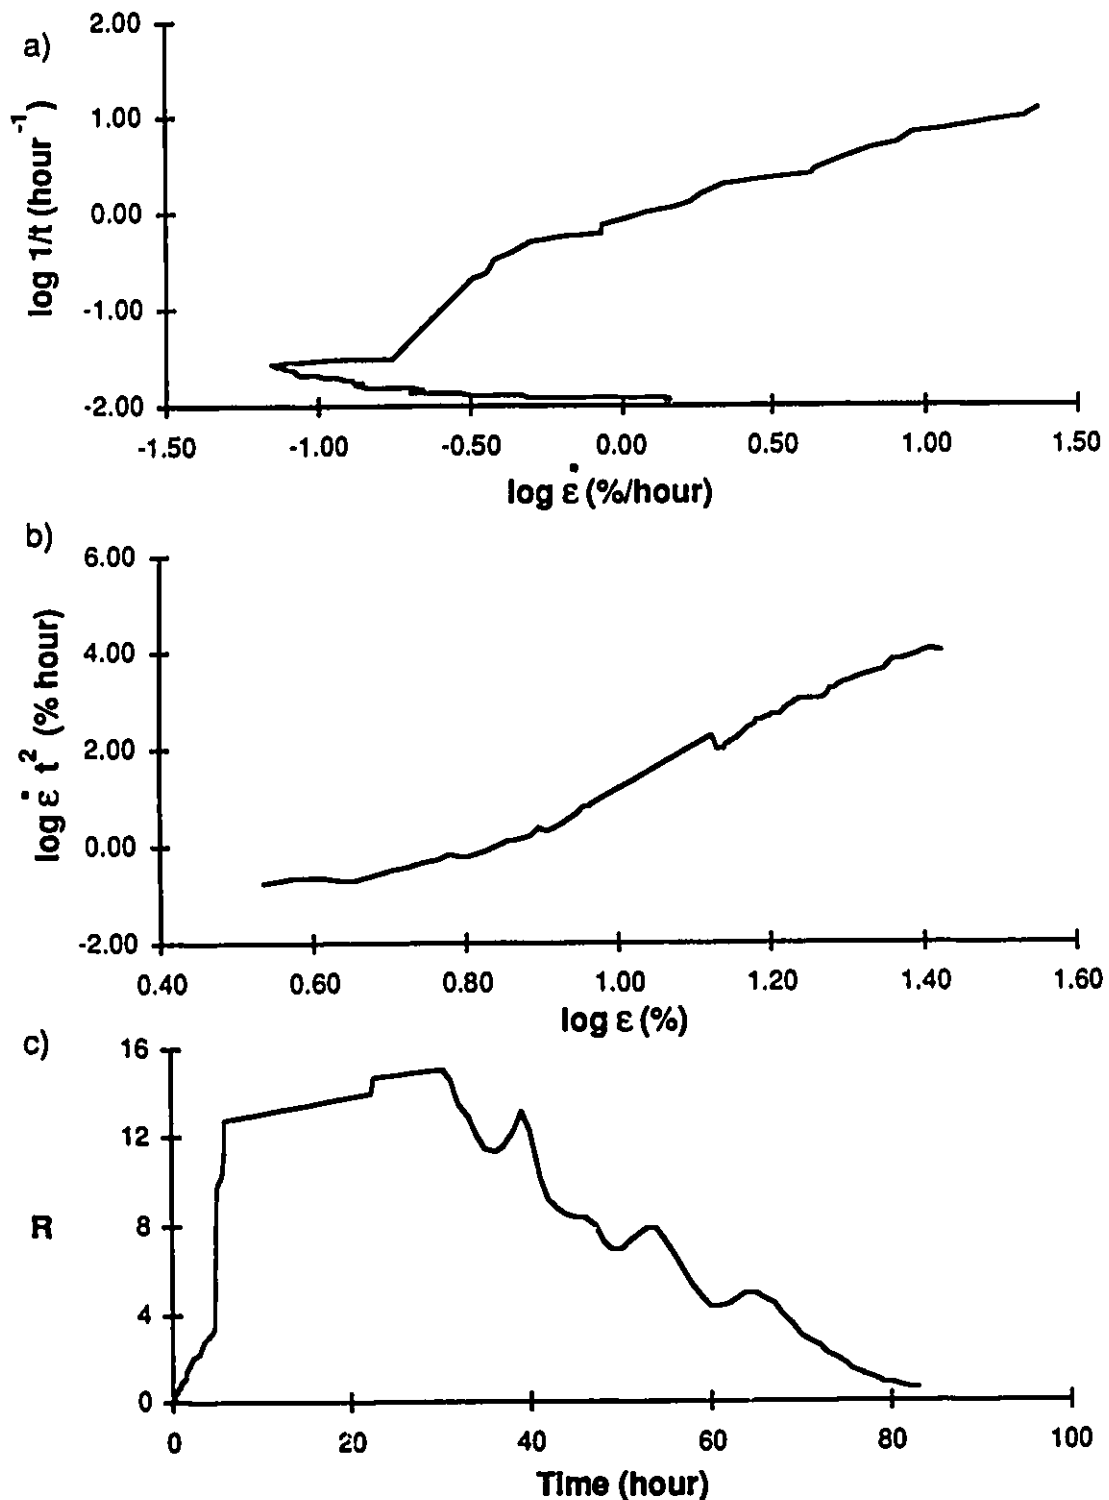 a)
2.00
1.00
0.00
-1.00
-2.00
log 1/t (hour⁻¹)
-1.50 -1.00 -0.50 0.00 0.50 1.00 1.50
log ε̇ (%/hour)
b)
6.00
4.00
2.00
0.00
-2.00
log ε̇ t² (% hour)
0.40 0.60 0.80 1.00 1.20 1.40 1.60
log ε (%)
c)
16
12
8
4
0
R
0 20 40 60 80 100
Time (hour)